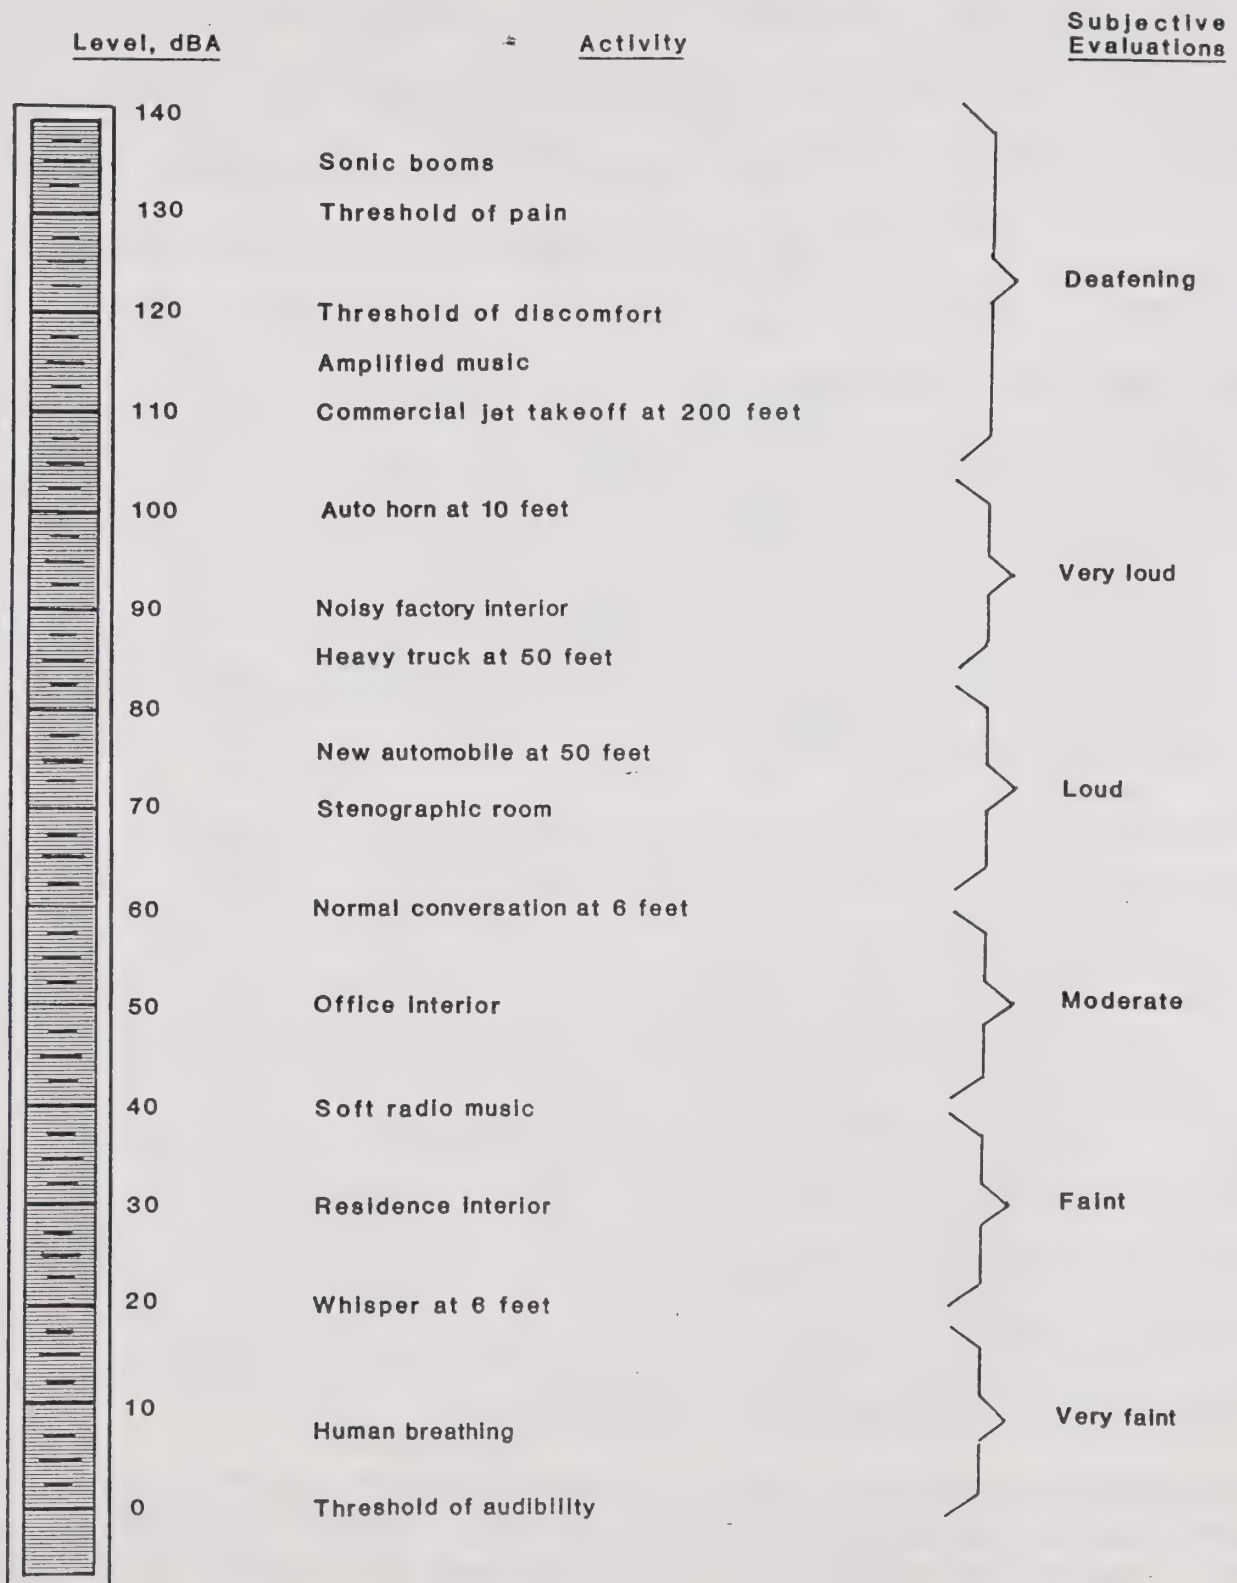 Level, dBA Activity Subjective
Evaluations
140
Sonic booms
130 Threshold of pain
Deafening
120 Threshold of discomfort
Amplified music
110 Commercial jet takeoff at 200 feet
100 Auto horn at 10 feet
Very loud
90 Noisy factory interior
Heavy truck at 50 feet
80
New automobile at 50 feet
Loud
70 Stenographic room
60 Normal conversation at 6 feet
50 Office interior Moderate
40 Soft radio music
30 Residence interior Faint
20 Whisper at 6 feet
10 Very faint
Human breathing
0 Threshold of audibility